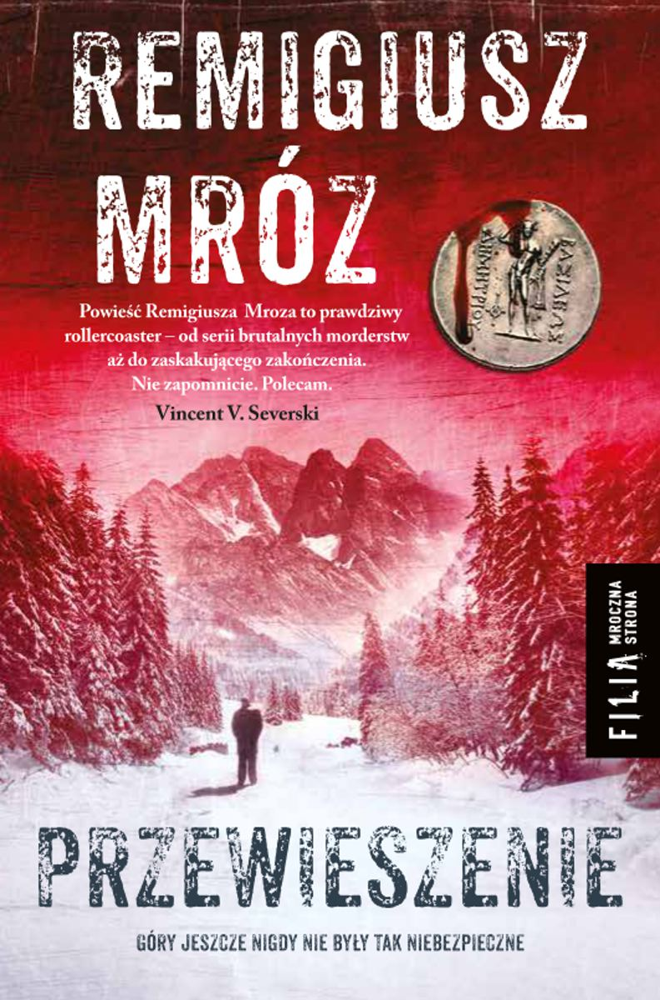 REMIGIUSZ
MRÓZ
Powieść Remigiusza Mroza to prawdziwy
rollercoaster – od serii brutalnych morderstw
aż do zaskakującego zakończenia.
Nie zapomnicie. Polecam.
Vincent V. Severski
ΒΑΣΙΛΕΩΣ
ΔΗΜΗΤΡΙΟΥ
FILIA
MROCZNA
STRONA
PRZEWIESZENIE
GÓRY JESZCZE NIGDY NIE BYŁY TAK NIEBEZPIECZNE